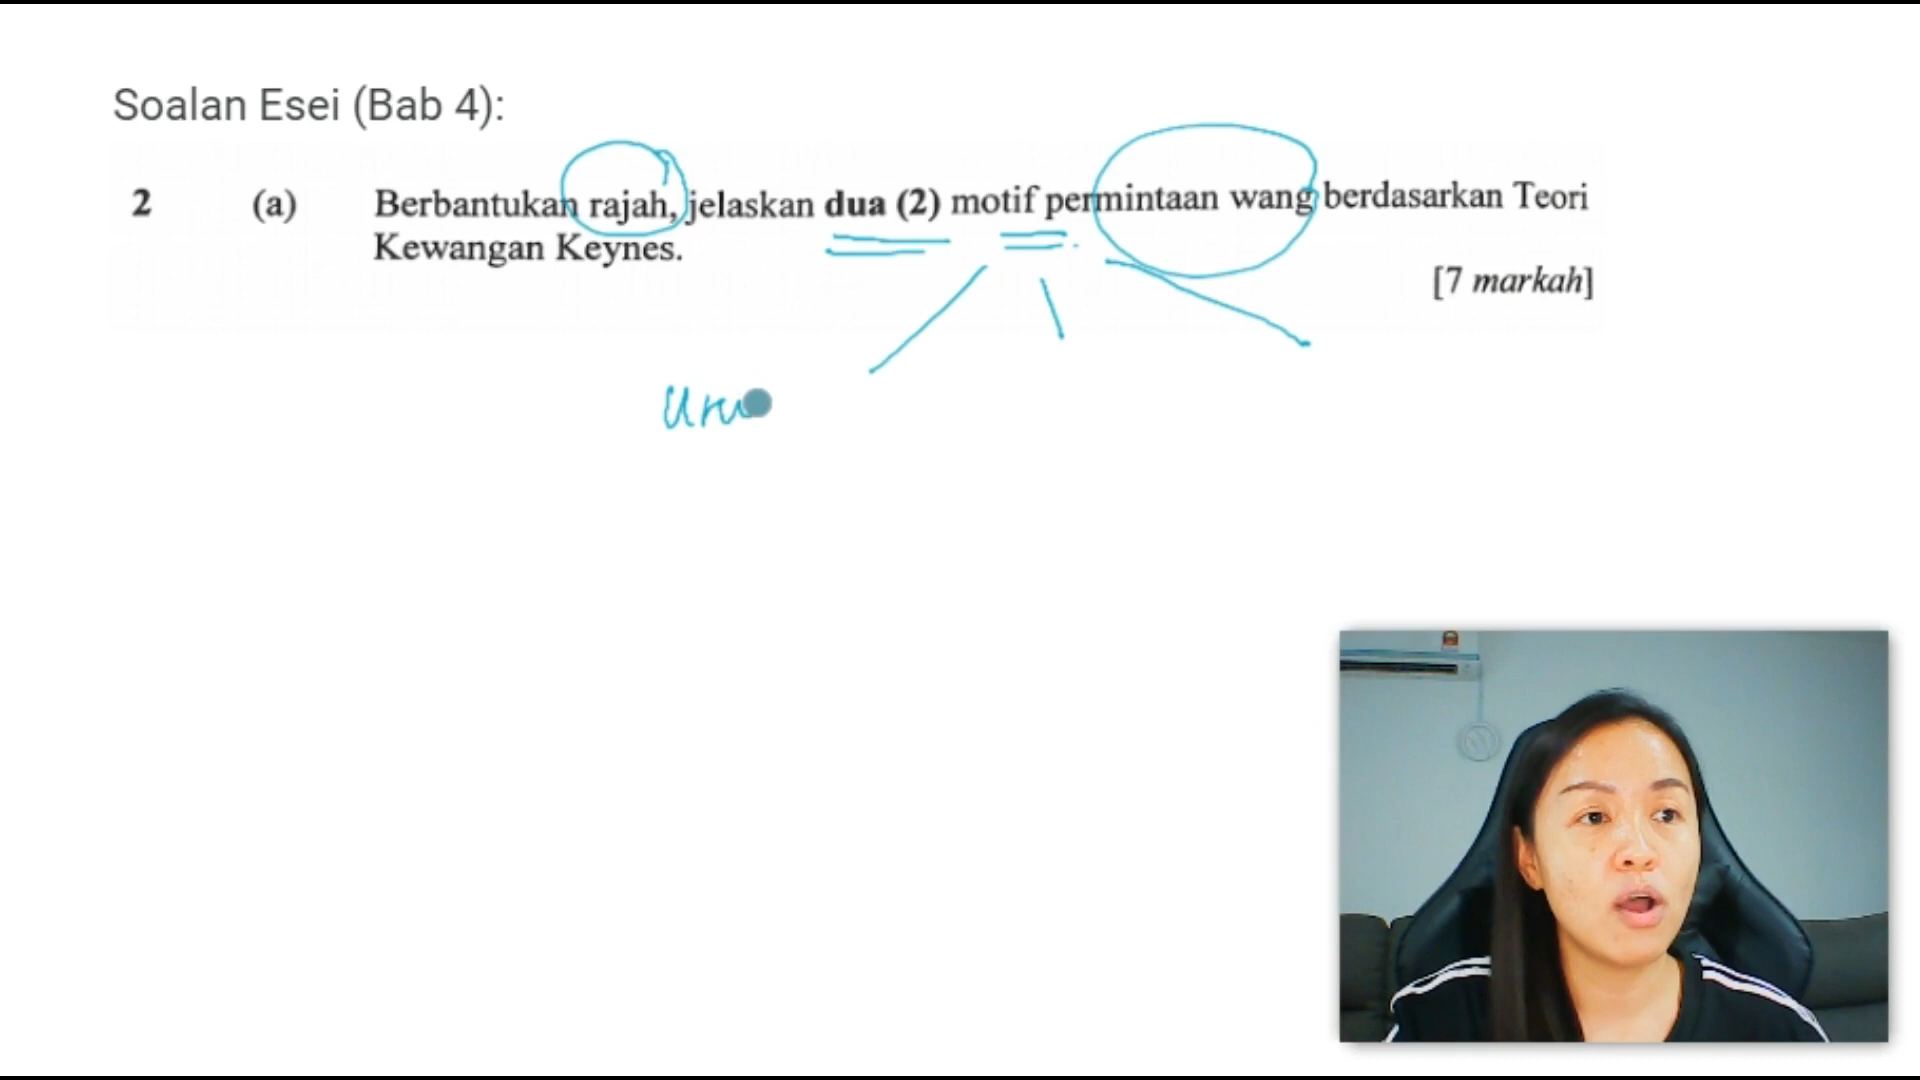 Soalan Esei (Bab 4):
2 (a) Berbantukan rajah, jelaskan dua (2) motif permintaan wang berdasarkan Teori
Kewangan Keynes.
[7 markah]
Uru